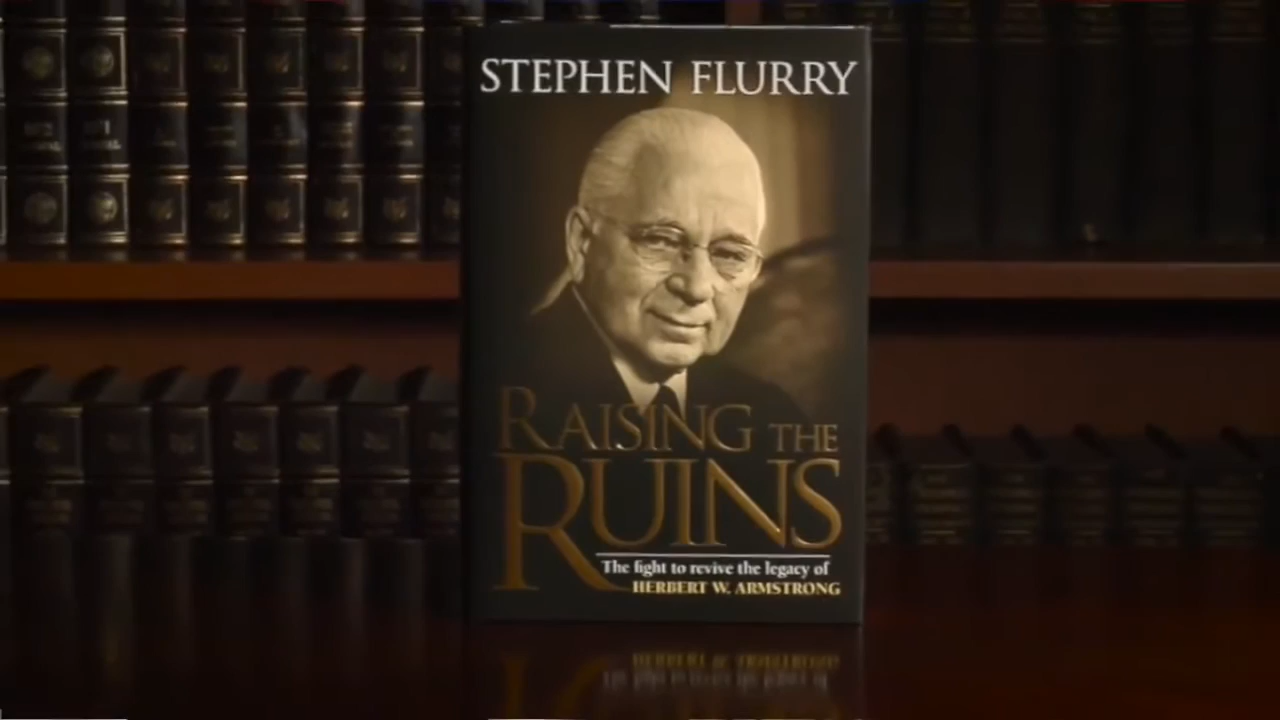 STEPHEN FLURRY
RAISING THE
RUINS
The fight to revive the legacy of
HERBERT W. ARMSTRONG